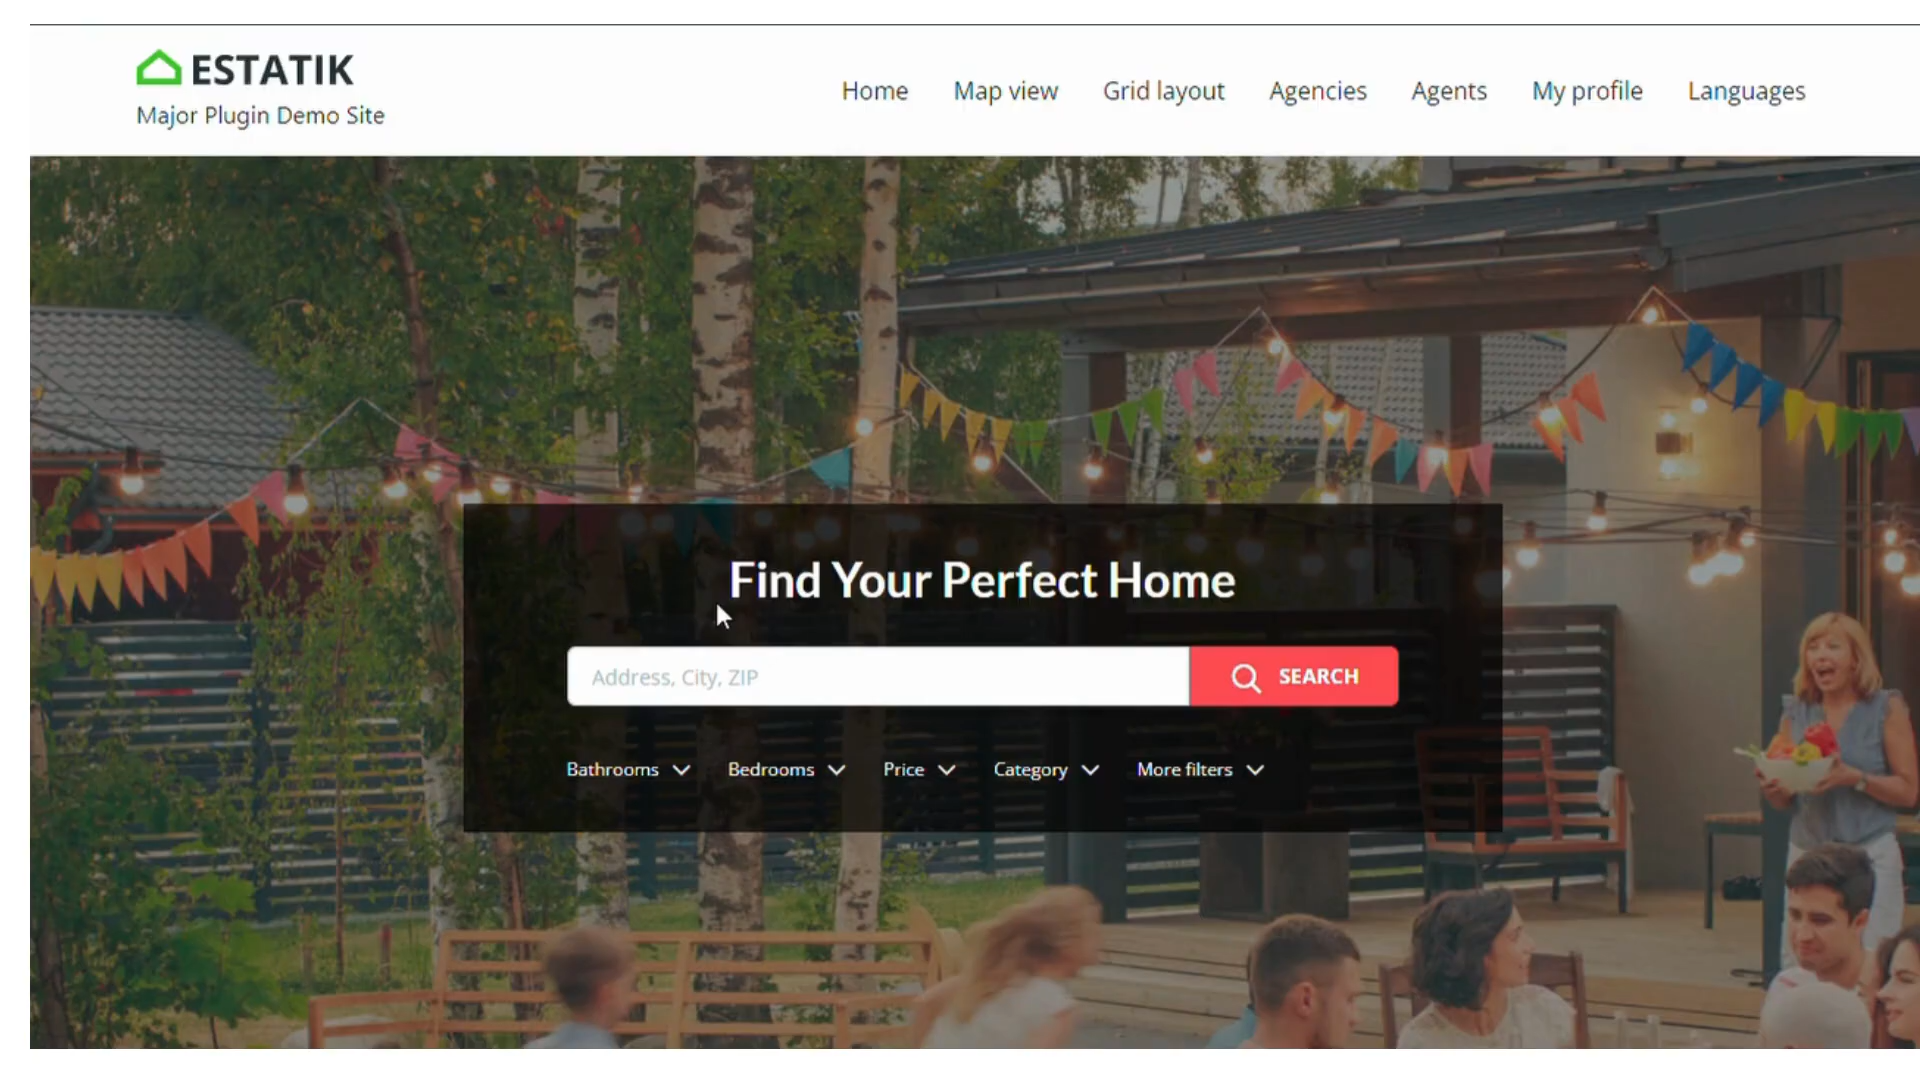 ESTATIK
Major Plugin Demo Site
Home Map view Grid layout Agencies Agents My profile Languages
Find Your Perfect Home
Address, City, ZIP
SEARCH
Bathrooms Bedrooms Price Category More filters